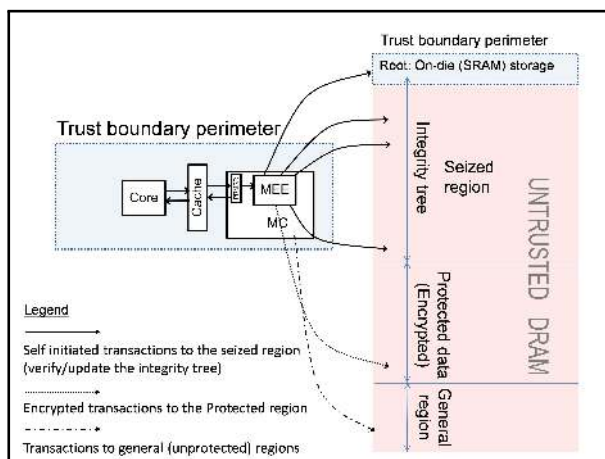 Trust boundary perimeter
Root: On-die (SRAM) storage
Trust boundary perimeter
Core
Cache
MEE
MC
Integrity tree
Seized
region
Protected data
(Encrypted)
General
region
UNTRUSTED DRAM
Legend
Self initiated transactions to the seized region
(verify/update the integrity tree)
Encrypted transactions to the Protected region
Transactions to general (unprotected) regions